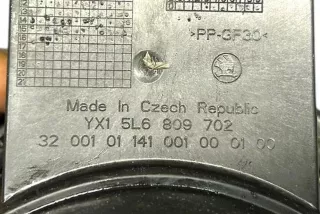 >PP-GF30<
Made In Czech Republic
YX1 5L6 809 702
32 001 01 141 001 00 01 00